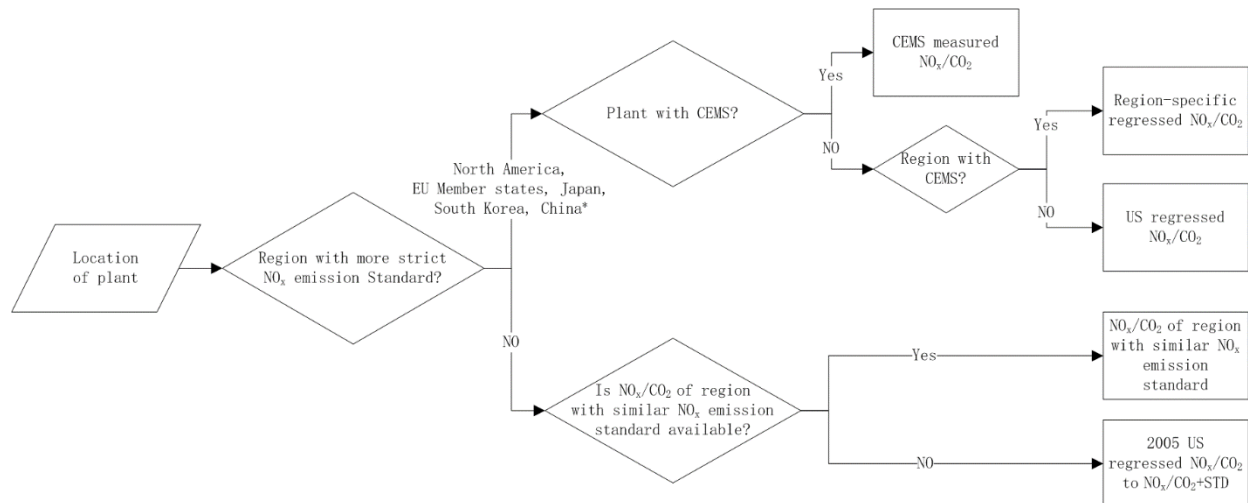 Location
of plant
Region with more strict
NOₓ emission Standard?
North America,
EU Member states, Japan,
South Korea, China*
NO
Plant with CEMS?
Yes
NO
CEMS measured
NOₓ/CO₂
Region with
CEMS?
Yes
NO
Region-specific
regressed NOₓ/CO₂
US regressed
NOₓ/CO₂
Is NOₓ/CO₂ of region
with similar NOₓ emission
standard available?
Yes
NO
NOₓ/CO₂ of region
with similar NOₓ
emission
standard
2005 US
regressed NOₓ/CO₂
to NOₓ/CO₂+STD